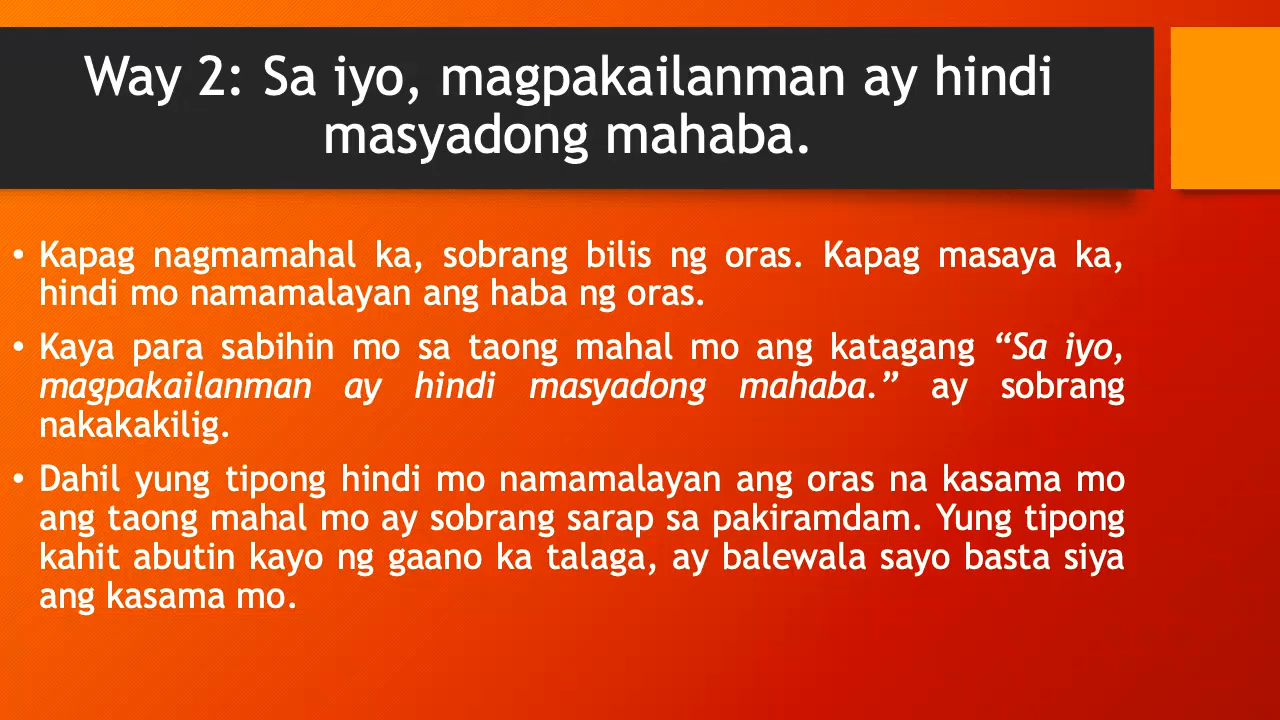 Way 2: Sa iyo, magpakailanman ay hindi
masyadong mahaba.
• Kapag nagmamahal ka, sobrang bilis ng oras. Kapag masaya ka,
hindi mo namamalayan ang haba ng oras.
• Kaya para sabihin mo sa taong mahal mo ang katagang “Sa iyo,
magpakailanman ay hindi masyadong mahaba.” ay sobrang
nakakakilig.
• Dahil yung tipong hindi mo namamalayan ang oras na kasama mo
ang taong mahal mo ay sobrang sarap sa pakiramdam. Yung tipong
kahit abutin kayo ng gaano ka talaga, ay balewala sayo basta siya
ang kasama mo.